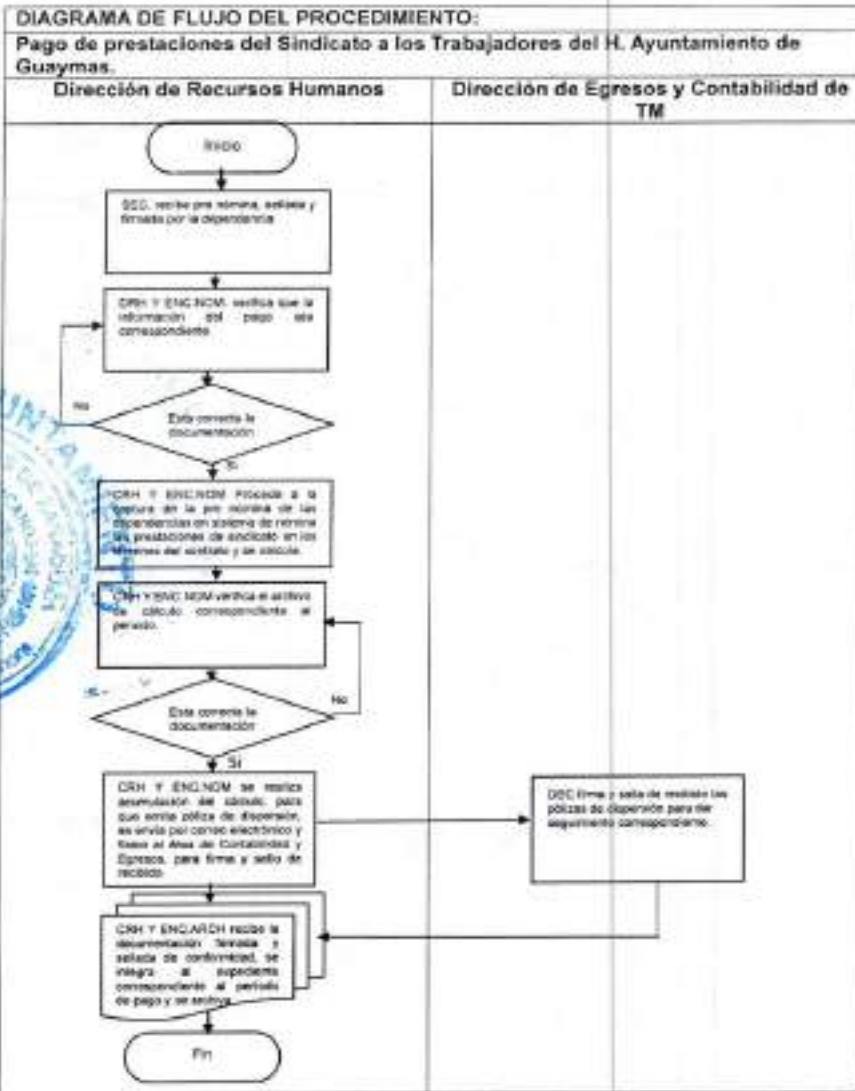 DIAGRAMA DE FLUJO DEL PROCEDIMIENTO:
Pago de prestaciones del Sindicato a los Trabajadores del H. Ayuntamiento de
Guaymas.
Dirección de Recursos Humanos
Dirección de Egresos y Contabilidad de
TM
Inicio
SEC. recibe pre nómina, sellada y
firmada por la dependencia
CRH Y ENC.NOM. verifica que la
información del pago sea
correspondiente
No
Esta correcta la
documentación
Si
CRH Y ENC.NOM Procede a la
captura de la pre nómina de las
dependencias en sistema de nómina
las prestaciones de sindicato en los
términos del contrato y se calcula.
CRH Y ENC.NOM verifica el archivo
de cálculo correspondiente al
periodo.
No
Esta correcta la
documentación
Si
CRH Y ENC.NOM se realiza
acumulación del cálculo, para
que emita póliza de dispersión,
se envía por correo electrónico y
físico al Área de Contabilidad y
Egresos, para firma y sello de
recibido
DEC firma y sella de recibido las
pólizas de dispersión para dar
seguimiento correspondiente.
CRH Y ENC.ARCH recibe la
documentación firmada y
sellada de conformidad, se
integra al expediente
correspondiente al periodo
de pago y se archiva
Fin